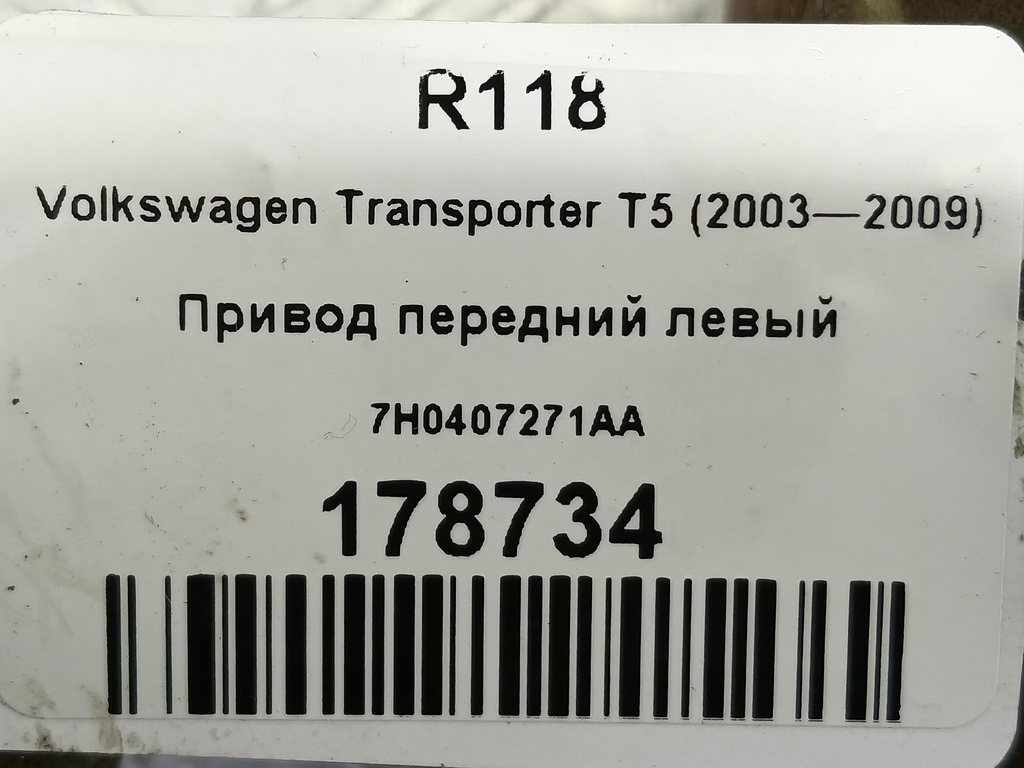 R118
Volkswagen Transporter T5 (2003—2009)
Привод передний левый
7H0407271AA
178734